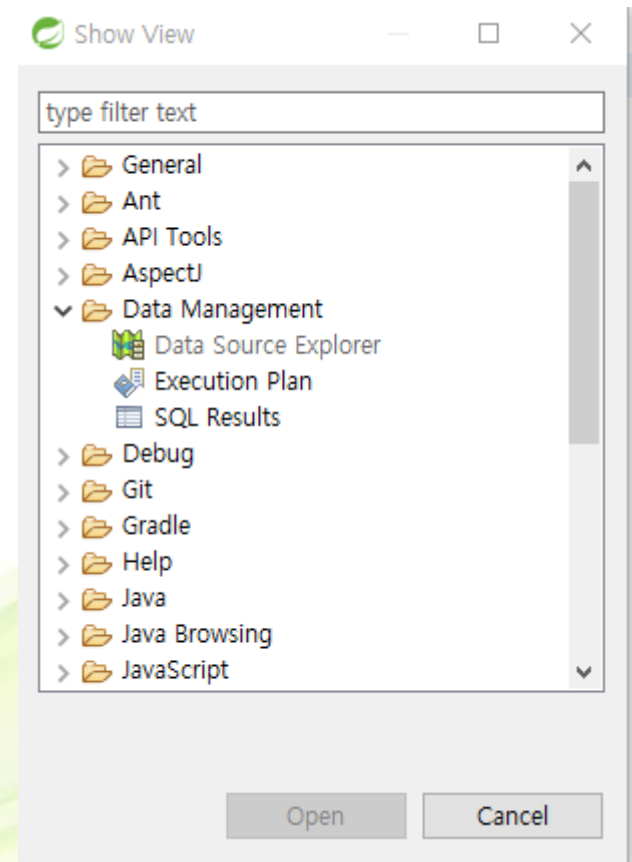 Show View
type filter text
General
Ant
API Tools
AspectJ
Data Management
Data Source Explorer
Execution Plan
SQL Results
Debug
Git
Gradle
Help
Java
Java Browsing
JavaScript
Open
Cancel